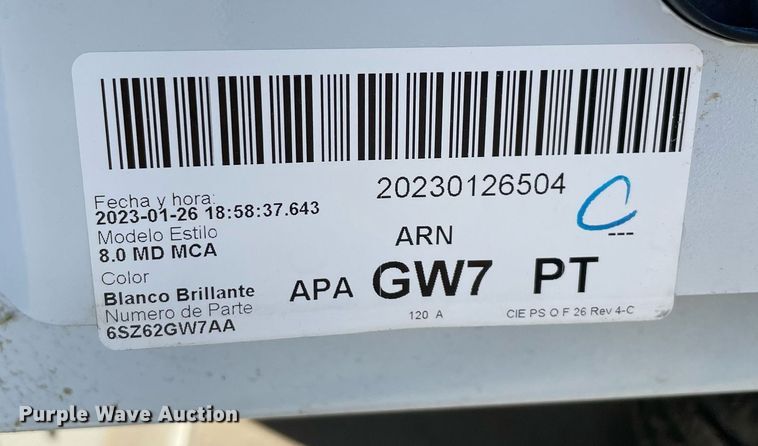 20230126504
Fecha y hora:
2023-01-26 18:58:37.643
Modelo Estilo
8.0 MD MCA
Color
Blanco Brillante
Numero de Parte
6SZ62GW7AA
C
---
ARN
APA GW7 PT
120 A
CIE PS O F 26 Rev 4-C
Purple Wave Auction